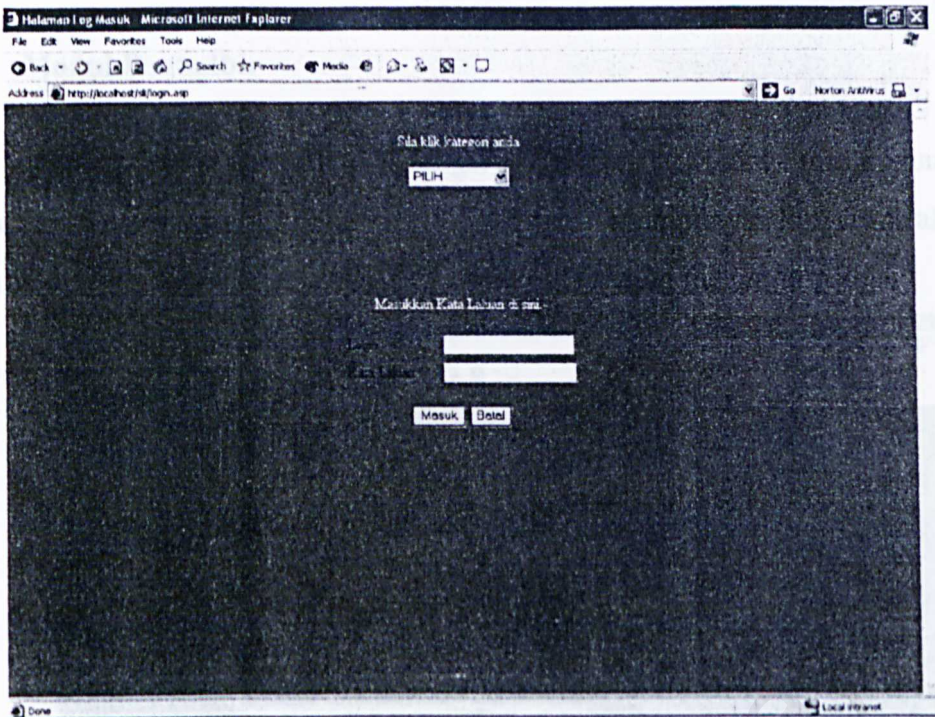 Halaman Log Masuk - Microsoft Internet Explorer
File Edit View Favorites Tools Help
Back Search Favorites Media
Address http://localhost/sk/login.asp Go Norton AntiVirus
Sila klik kategori anda
PILIH
Masukkan Kata Laluan di sini:-
Kata Laluan
Masuk Batal
Done Local intranet